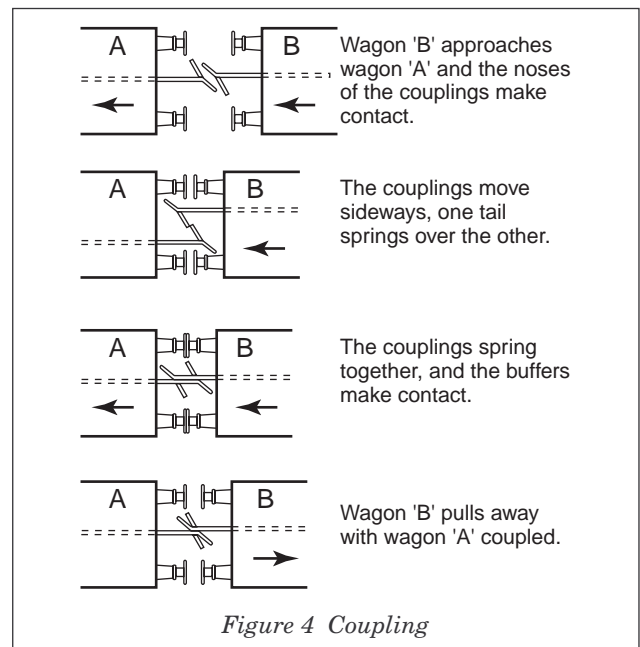 A B
Wagon 'B' approaches
wagon 'A' and the noses
of the couplings make
contact.
A B
The couplings move
sideways, one tail
springs over the other.
A B
The couplings spring
together, and the buffers
make contact.
A B
Wagon 'B' pulls away
with wagon 'A' coupled.
Figure 4 Coupling